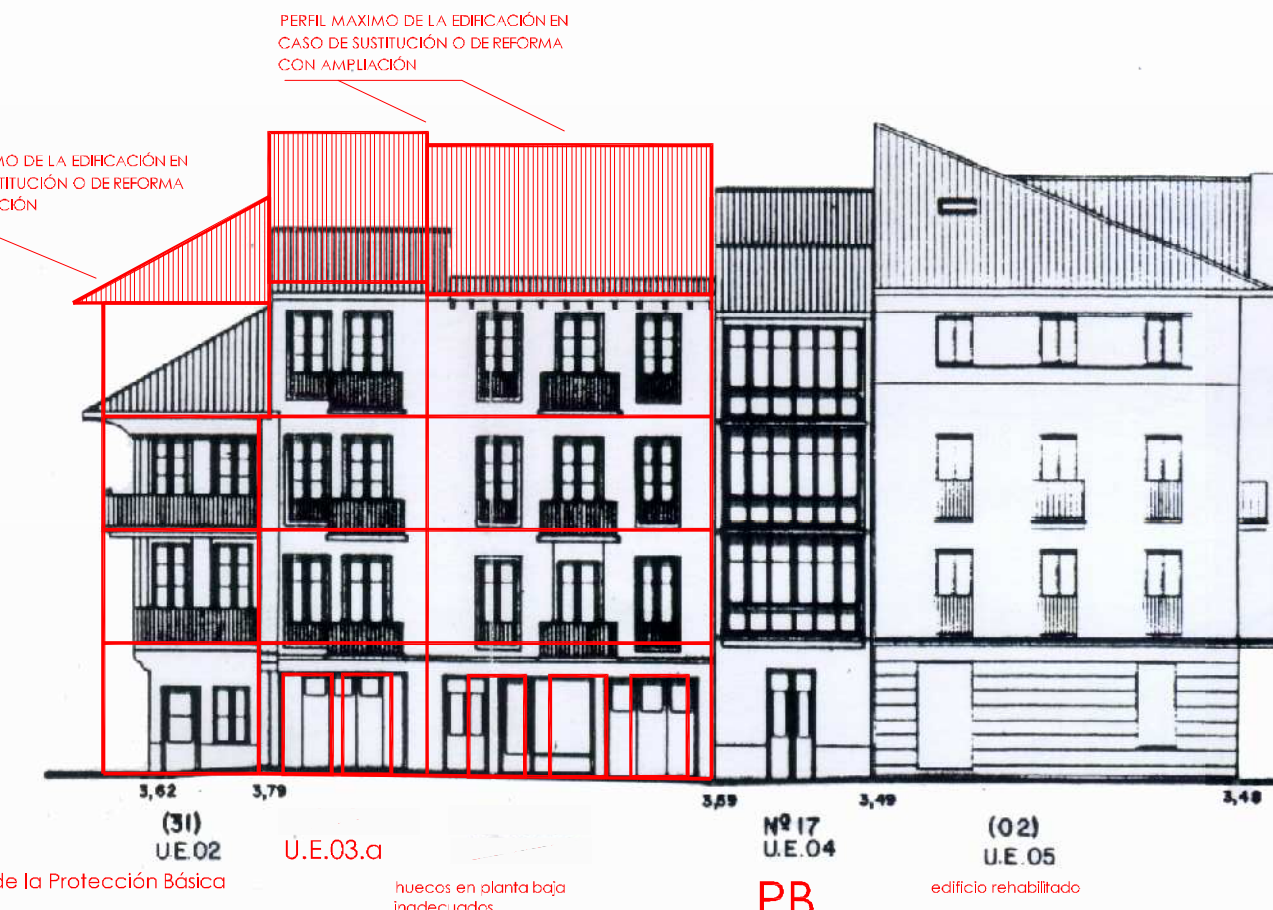 PERFIL MAXIMO DE LA EDIFICACIÓN EN
CASO DE SUSTITUCIÓN O DE REFORMA
CON AMPLIACIÓN
MO DE LA EDIFICACIÓN EN
TITUCIÓN O DE REFORMA
CIÓN
3,62
3,79
3,59
3,49
3,48
(31)
U.E.02
U.E.03.a
Nº 17
U.E.04
(02)
U.E.05
de la Protección Básica
huecos en planta baja
inadecuados
PB
edificio rehabilitado